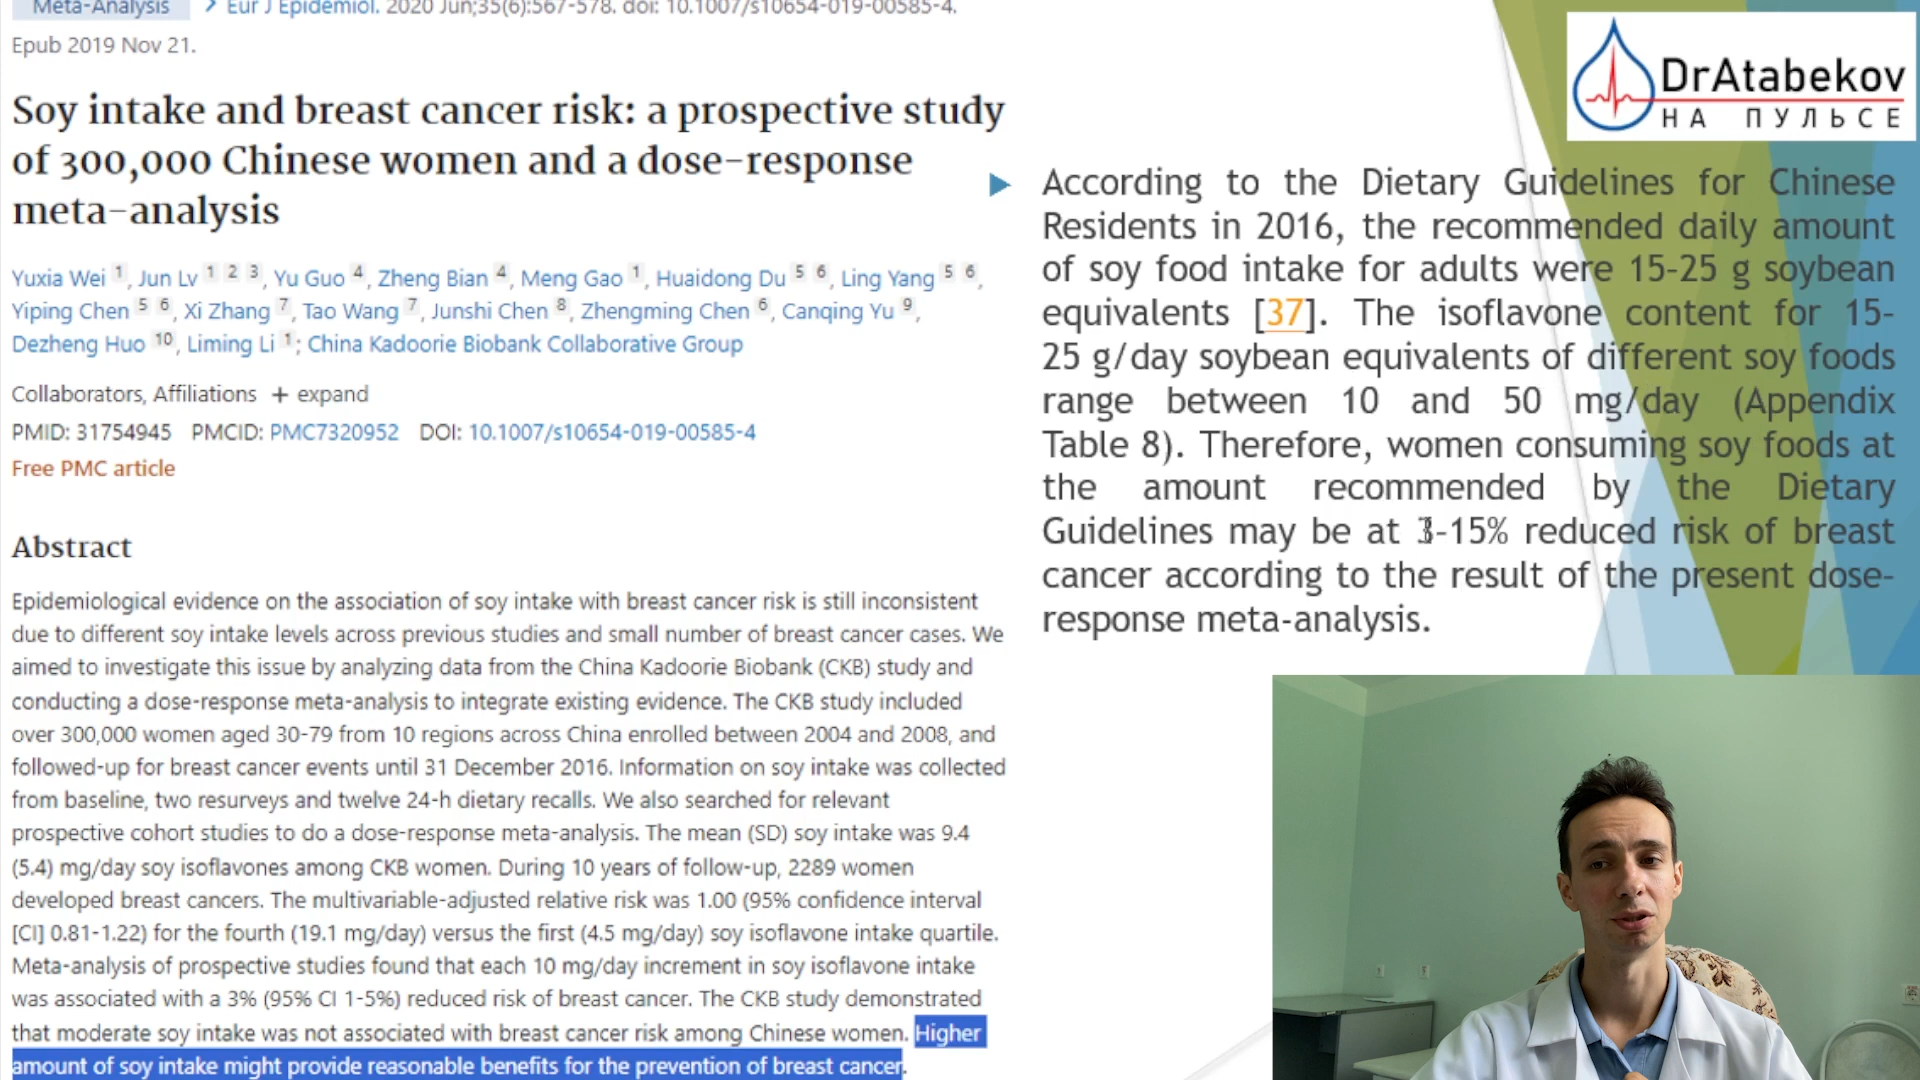 Meta-Analysis > Eur J Epidemiol. 2020 Jun;35(6):567-578. doi: 10.1007/s10654-019-00585-4.
Epub 2019 Nov 21.
Soy intake and breast cancer risk: a prospective study
of 300,000 Chinese women and a dose-response
meta-analysis
Yuxia Wei 1, Jun Lv 1 2 3, Yu Guo 4, Zheng Bian 4, Meng Gao 1, Huaidong Du 5 6, Ling Yang 5 6,
Yiping Chen 5 6, Xi Zhang 7, Tao Wang 7, Junshi Chen 8, Zhengming Chen 6, Canqing Yu 9,
Dezheng Huo 10, Liming Li 1; China Kadoorie Biobank Collaborative Group
Collaborators, Affiliations + expand
PMID: 31754945 PMCID: PMC7320952 DOI: 10.1007/s10654-019-00585-4
Free PMC article
Abstract
Epidemiological evidence on the association of soy intake with breast cancer risk is still inconsistent
due to different soy intake levels across previous studies and small number of breast cancer cases. We
aimed to investigate this issue by analyzing data from the China Kadoorie Biobank (CKB) study and
conducting a dose-response meta-analysis to integrate existing evidence. The CKB study included
over 300,000 women aged 30-79 from 10 regions across China enrolled between 2004 and 2008, and
followed-up for breast cancer events until 31 December 2016. Information on soy intake was collected
from baseline, two resurveys and twelve 24-h dietary recalls. We also searched for relevant
prospective cohort studies to do a dose-response meta-analysis. The mean (SD) soy intake was 9.4
(5.4) mg/day soy isoflavones among CKB women. During 10 years of follow-up, 2289 women
developed breast cancers. The multivariable-adjusted relative risk was 1.00 (95% confidence interval
[CI] 0.81-1.22) for the fourth (19.1 mg/day) versus the first (4.5 mg/day) soy isoflavone intake quartile.
Meta-analysis of prospective studies found that each 10 mg/day increment in soy isoflavone intake
was associated with a 3% (95% CI 1-5%) reduced risk of breast cancer. The CKB study demonstrated
that moderate soy intake was not associated with breast cancer risk among Chinese women. Higher
amount of soy intake might provide reasonable benefits for the prevention of breast cancer.
DrAtabekov
НА ПУЛЬСЕ
According to the Dietary Guidelines for Chinese
Residents in 2016, the recommended daily amount
of soy food intake for adults were 15-25 g soybean
equivalents [37]. The isoflavone content for 15-
25 g/day soybean equivalents of different soy foods
range between 10 and 50 mg/day (Appendix
Table 8). Therefore, women consuming soy foods at
the amount recommended by the Dietary
Guidelines may be at 3-15% reduced risk of breast
cancer according to the result of the present dose-
response meta-analysis.